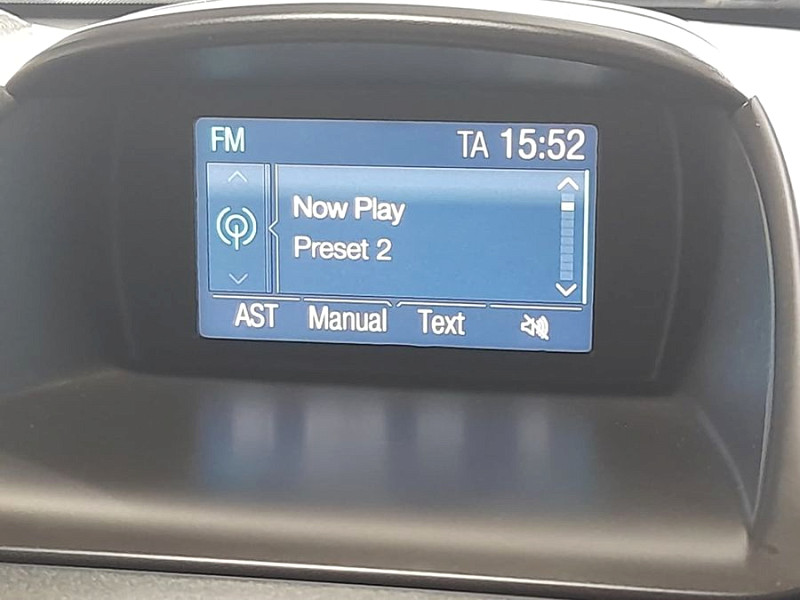 FM TA 15:52
Now Play
Preset 2
AST Manual Text